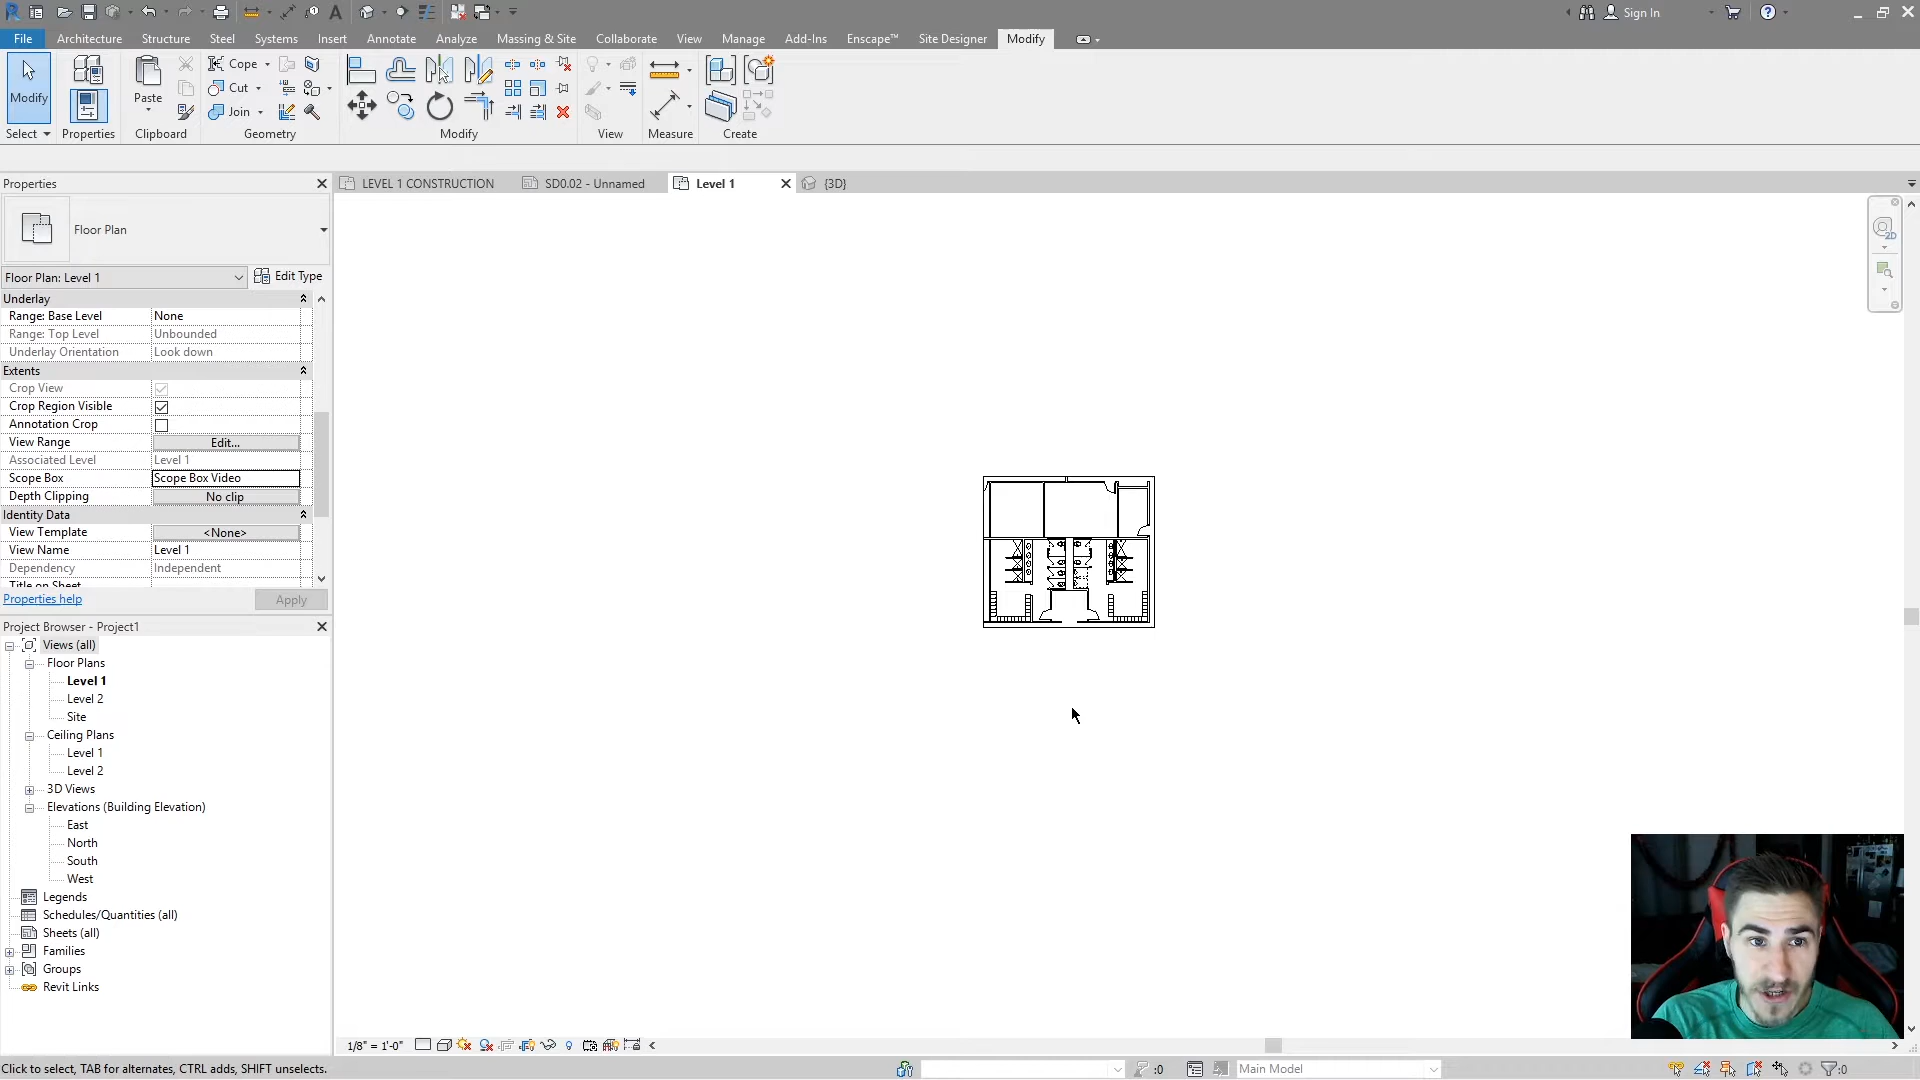 Sign In
File Architecture Structure Steel Systems Insert Annotate Analyze Massing & Site Collaborate View Manage Add-Ins Enscape™ Site Designer Modify
Modify
Paste
Cope
Cut
Join
Select Properties Clipboard Geometry Modify View Measure Create
Properties
LEVEL 1 CONSTRUCTION
SD0.02 - Unnamed
Level 1
{3D}
Floor Plan
2D
Floor Plan: Level 1
Edit Type
Underlay
Range: Base Level None
Range: Top Level Unbounded
Underlay Orientation Look down
Extents
Crop View
Crop Region Visible
Annotation Crop
View Range Edit...
Associated Level Level 1
Scope Box Scope Box Video
Depth Clipping No clip
Identity Data
View Template <None>
View Name Level 1
Dependency Independent
Title on Sheet
Properties help
Apply
Project Browser - Project1
Views (all)
Floor Plans
Level 1
Level 2
Site
Ceiling Plans
Level 1
Level 2
3D Views
Elevations (Building Elevation)
East
North
South
West
Legends
Schedules/Quantities (all)
Sheets (all)
Families
Groups
Revit Links
1/8" = 1'-0"
Click to select, TAB for alternates, CTRL adds, SHIFT unselects.
:0
Main Model
:0